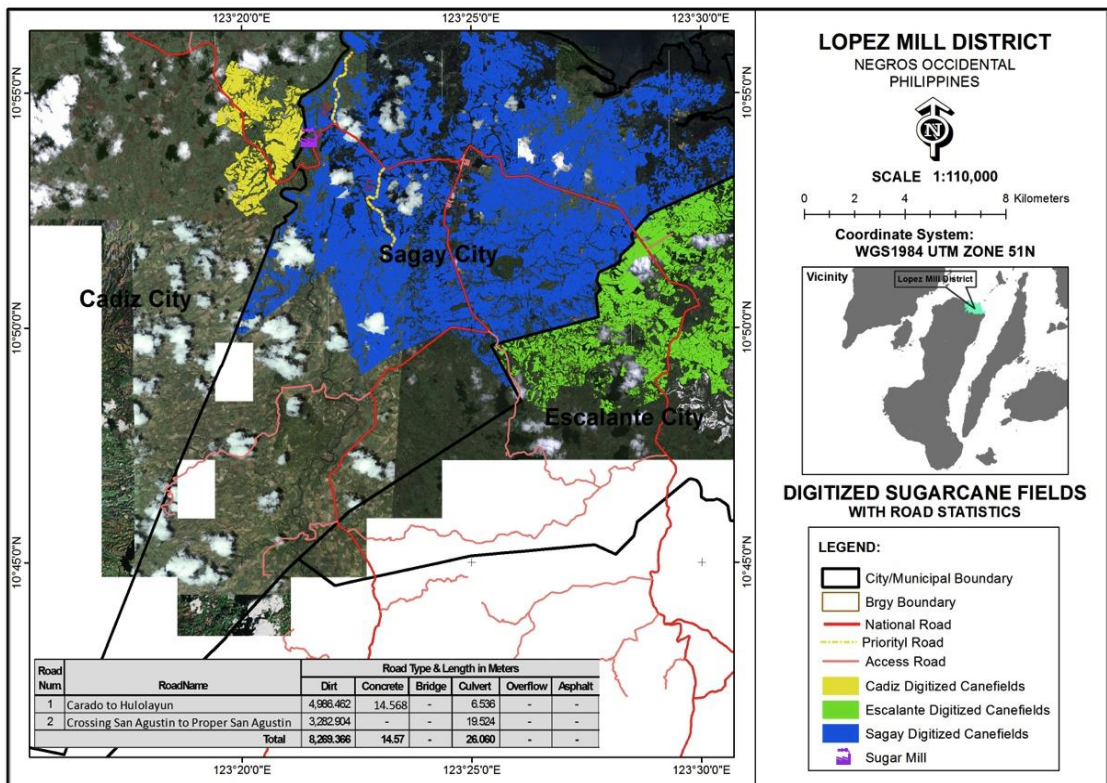 123°20'0"E
123°25'0"E
123°30'0"E
10°55'0"N
10°55'0"N
10°50'0"N
10°50'0"N
10°45'0"N
10°45'0"N
Sagay City
Cadiz City
Escalante City
Road Num
RoadName
Road Type & Length in Meters
Dirt Concrete Bridge Culvert Overflow Asphalt
1 Carado to Hulolayun 4,986.462 14.568 - 6.536 - -
2 Crossing San Agustin to Proper San Agustin 3,282.904 - 19.524 - -
Total 8,269.366 14.57 - 26.060 - -
123°20'0"E
123°25'0"E
123°30'0"E
LOPEZ MILL DISTRICT
NEGROS OCCIDENTAL
PHILIPPINES
N
SCALE 1:110,000
0 4 8 Kilometers
Coordinate System:
WGS1984 UTM ZONE 51N
Vicinity
Lopez Mill District
DIGITIZED SUGARCANE FIELDS
WITH ROAD STATISTICS
LEGEND:
City/Municipal Boundary
Brgy Boundary
National Road
Priorityl Road
Access Road
Cadiz Digitized Canefields
Escalante Digitized Canefields
Sagay Digitized Canefields
Sugar Mill